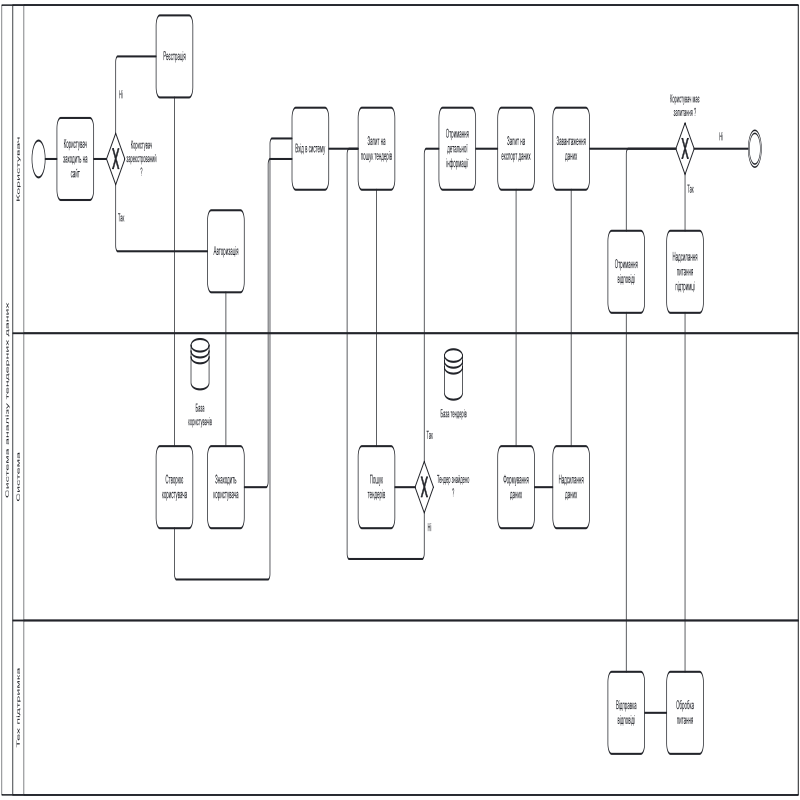 Система аналізу тендерних даних
Користувач
Користувач
заходить на
сайт
Користувач
зареєстрований
?
Ні
Так
Реєстрація
Авторизація
Вхід в систему
Запит на
пошук тендерів
Отримання
детальної
інформації
Запит на
експорт даних
Завантаження
даних
Користувач має
запитання ?
Ні
Так
Отримання
відповіді
Надсилання
питання
підтримці
Система
База
користувачів
Створює
користувача
Знаходить
користувача
Пошук
тендерів
База тендерів
Так
Тендер знайдено
?
Ні
Формування
даних
Надсилання
даних
Тех підтримка
Відправка
відповіді
Обробка
питання